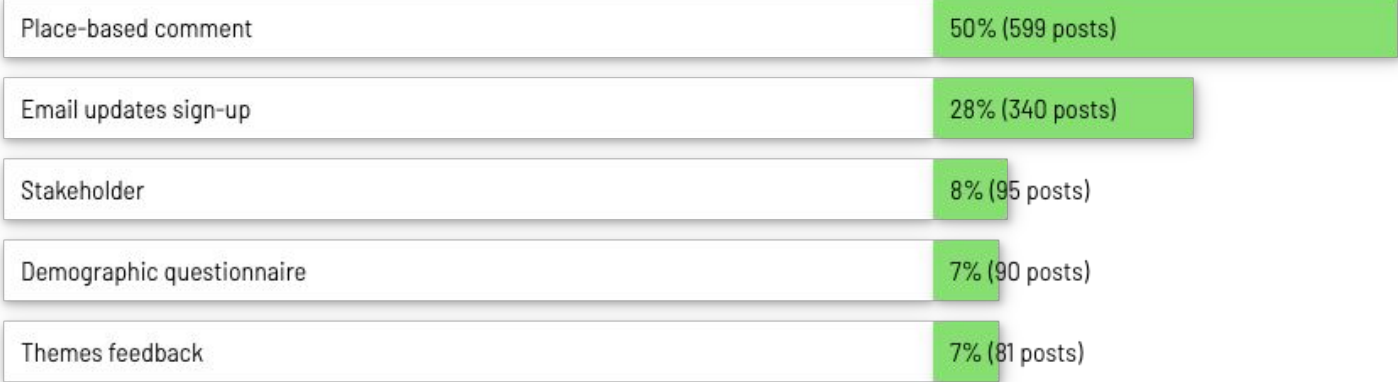 Place-based comment 50% (599 posts)
Email updates sign-up 28% (340 posts)
Stakeholder 8% (95 posts)
Demographic questionnaire 7% (90 posts)
Themes feedback 7% (81 posts)